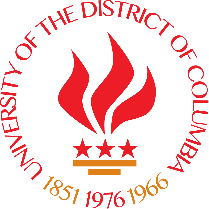 UNIVERSITY OF THE DISTRICT OF COLUMBIA
1851 1976 1966